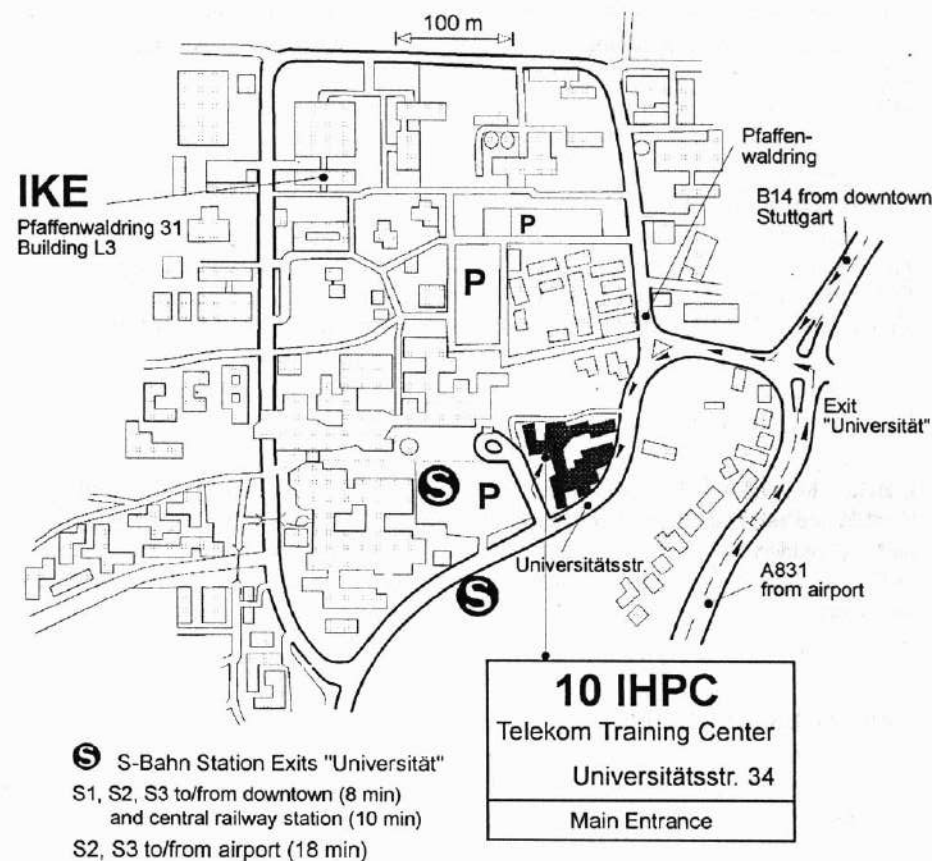 100 m
Pfaffen-
waldring
B14 from downtown
Stuttgart
IKE
Pfaffenwaldring 31
Building L3
P
P
Exit
"Universität"
S
P
Universitätsstr.
S
A831
from airport
10 IHPC
Telekom Training Center
Universitätsstr. 34
Main Entrance
S S-Bahn Station Exits "Universität"
S1, S2, S3 to/from downtown (8 min)
and central railway station (10 min)
S2, S3 to/from airport (18 min)